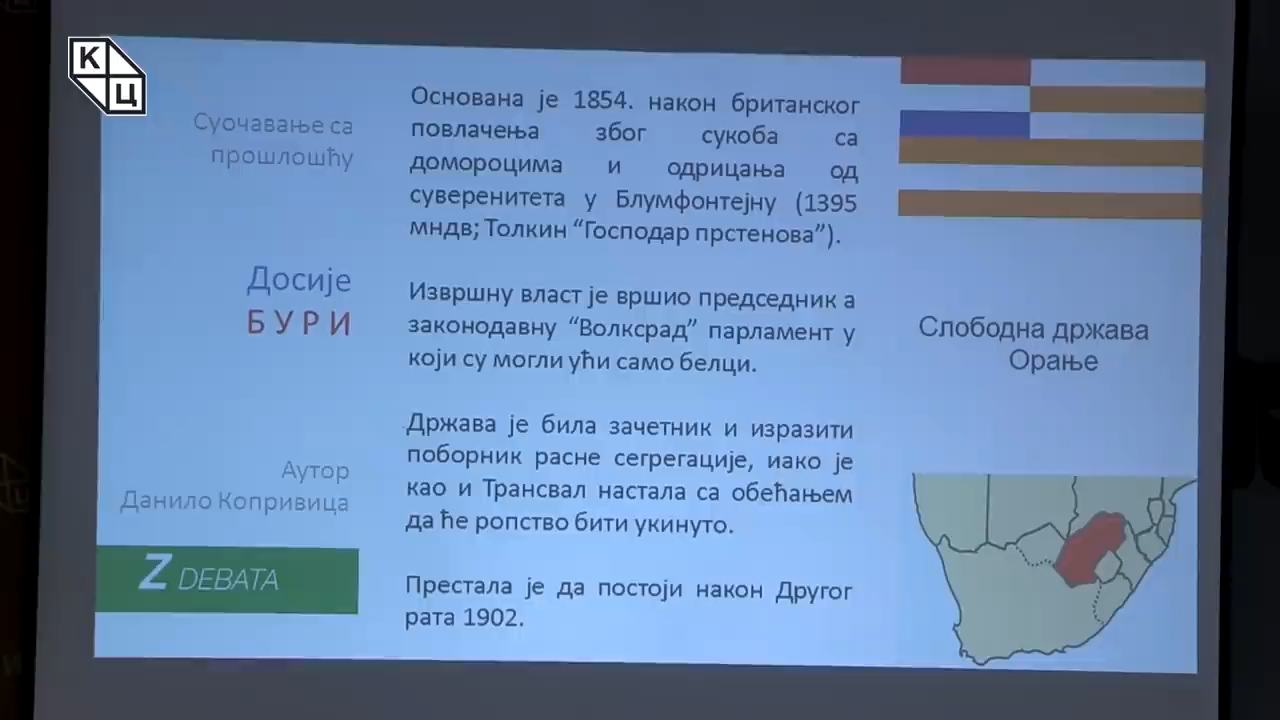 КЦ
Суочавање са
прошлошћу
Досије
БУРИ
Аутор
Данило Копривица
Z DEBATA
Основана је 1854. након британског
повлачења због сукоба са
домороцима и одрицања од
суверенитета у Блумфонтејну (1395
мндв; Толкин “Господар прстенова”).
Извршну власт је вршио председник а
законодавну “Волксрад” парламент у
који су могли ући само белци.
Држава је била зачетник и изразити
поборник расне сегрегације, иако је
као и Трансвал настала са обећањем
да ће ропство бити укинуто.
Престала је да постоји након Другог
рата 1902.
Слободна држава
Орање